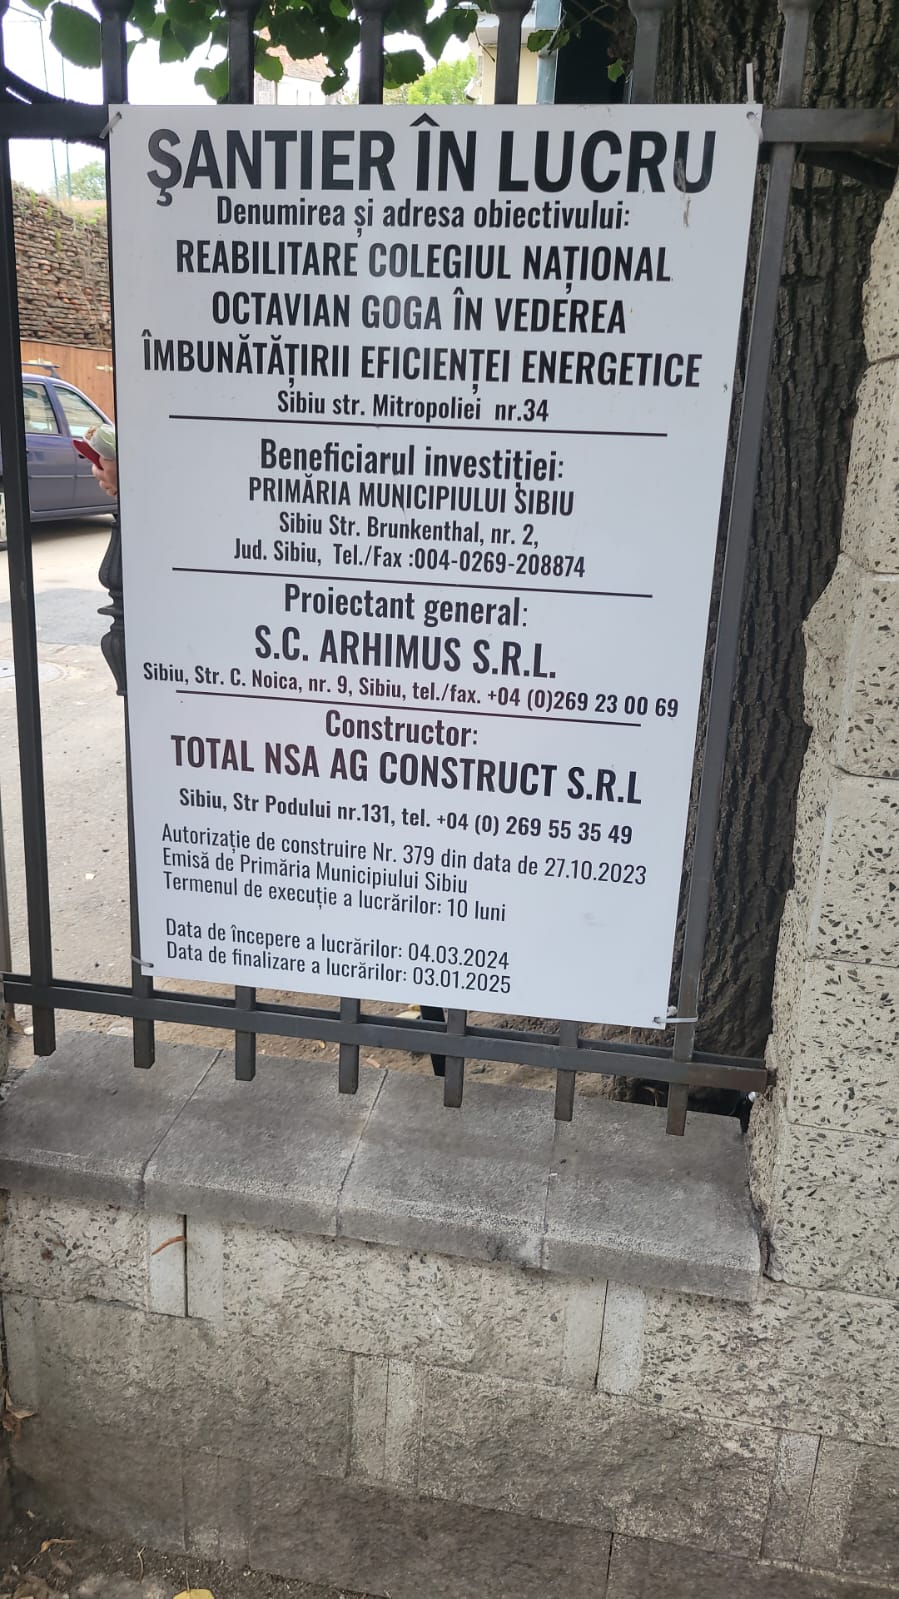 ŞANTIER ÎN LUCRU
Denumirea și adresa obiectivului:
REABILITARE COLEGIUL NAȚIONAL
OCTAVIAN GOGA ÎN VEDEREA
ÎMBUNĂTĂȚIRII EFICIENȚEI ENERGETICE
Sibiu str. Mitropoliei nr.34
Beneficiarul investiției:
PRIMĂRIA MUNICIPIULUI SIBIU
Sibiu Str. Brunkenthal, nr. 2,
Jud. Sibiu, Tel./Fax :004-0269-208874
Proiectant general:
S.C. ARHIMUS S.R.L.
Sibiu, Str. C. Noica, nr. 9, Sibiu, tel./fax. +04 (0)269 23 00 69
Constructor:
TOTAL NSA AG CONSTRUCT S.R.L
Sibiu, Str Podului nr.131, tel. +04 (0) 269 55 35 49
Autorizație de construire Nr. 379 din data de 27.10.2023
Emisă de Primăria Municipiului Sibiu
Termenul de execuție a lucrărilor: 10 luni
Data de începere a lucrărilor: 04.03.2024
Data de finalizare a lucrărilor: 03.01.2025